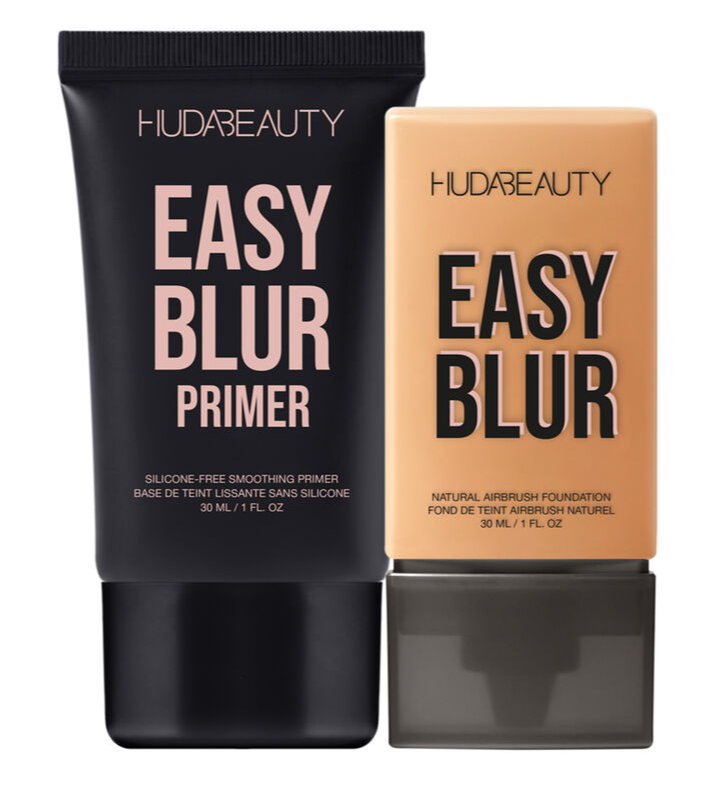 HUDABEAUTY
EASY
BLUR
PRIMER
SILICONE-FREE SMOOTHING PRIMER
BASE DE TEINT LISSANTE SANS SILICONE
30 ML / 1 FL. OZ
HUDABEAUTY
EASY
BLUR
NATURAL AIRBRUSH FOUNDATION
FOND DE TEINT AIRBRUSH NATUREL
30 ML / 1 FL. OZ